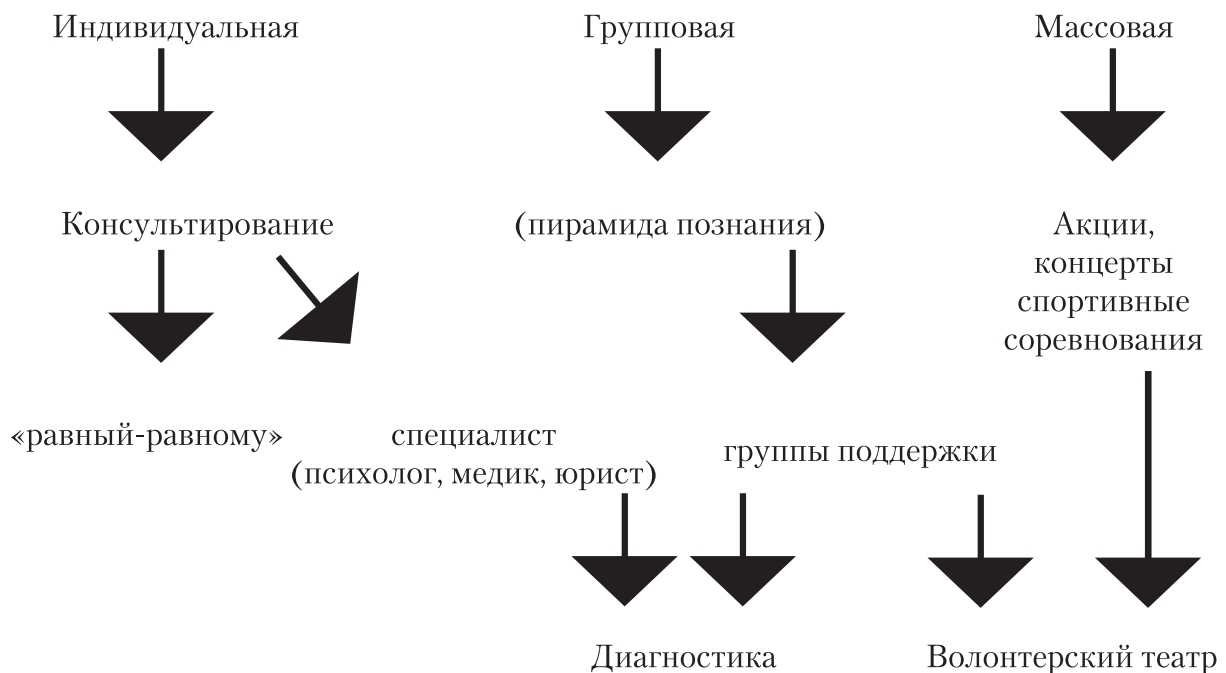 Индивидуальная
Групповая
Массовая
Консультирование
(пирамида познания)
Акции,
концерты
спортивные
соревнования
«равный-равному»
специалист
(психолог, медик, юрист)
группы поддержки
Диагностика
Волонтерский театр